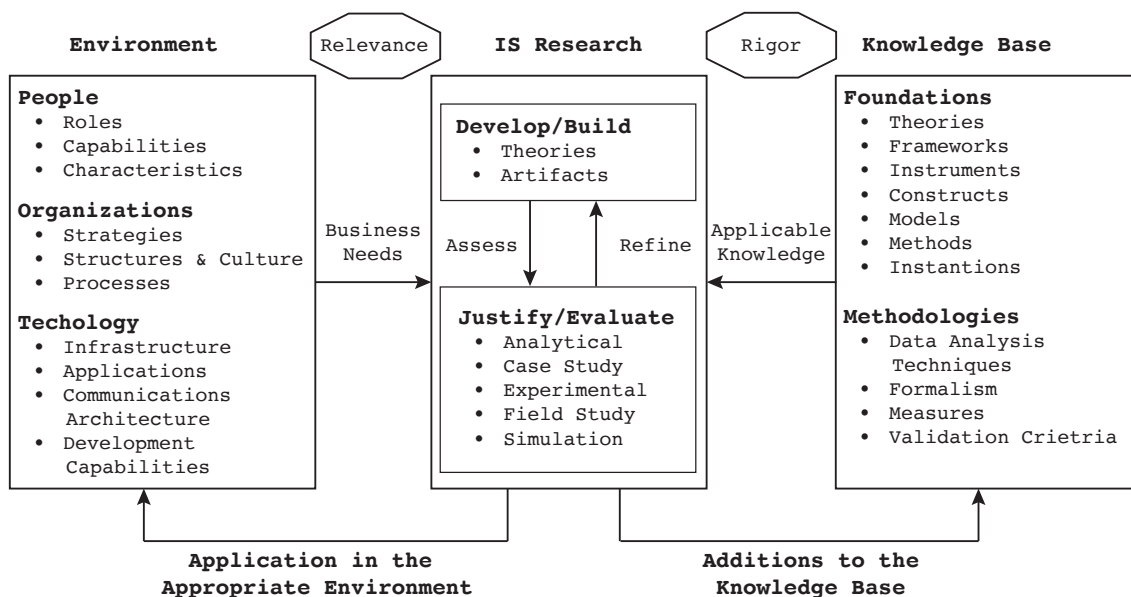 Environment
Relevance
IS Research
Rigor
Knowledge Base
People
• Roles
• Capabilities
• Characteristics
Organizations
• Strategies
• Structures & Culture
• Processes
Techology
• Infrastructure
• Applications
• Communications
Architecture
• Development
Capabilities
Business
Needs
Develop/Build
• Theories
• Artifacts
Assess
Refine
Justify/Evaluate
• Analytical
• Case Study
• Experimental
• Field Study
• Simulation
Applicable
Knowledge
Foundations
• Theories
• Frameworks
• Instruments
• Constructs
• Models
• Methods
• Instantions
Methodologies
• Data Analysis
Techniques
• Formalism
• Measures
• Validation Crietria
Application in the
Appropriate Environment
Additions to the
Knowledge Base